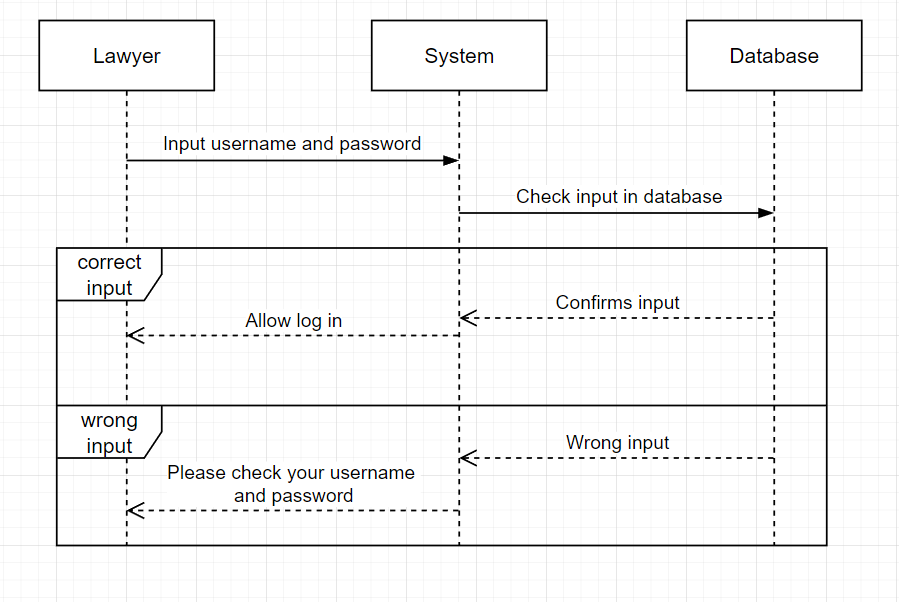 Lawyer
System
Database
Input username and password
Check input in database
correct
input
Confirms input
Allow log in
wrong
input
Wrong input
Please check your username
and password